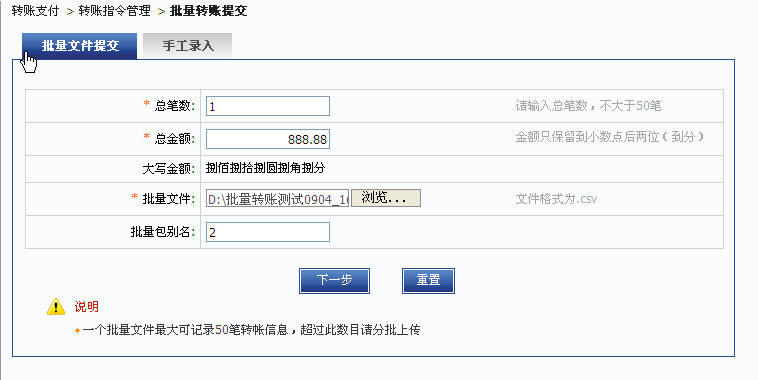 转账支付 >转账指令管理 >批量转账提交
批量文件提交 手工录入
* 总笔数: 1 请输入总笔数，不大于50笔
* 总金额: 888.88 金额只保留到小数点后两位（到分）
大写金额: 捌佰捌拾捌圆捌角捌分
* 批量文件: D:\批量转账测试0904_1 浏览... 文件格式为.csv
批量包别名: 2
下一步 重置
说明
一个批量文件最大可记录50笔转帐信息，超过此数目请分批上传